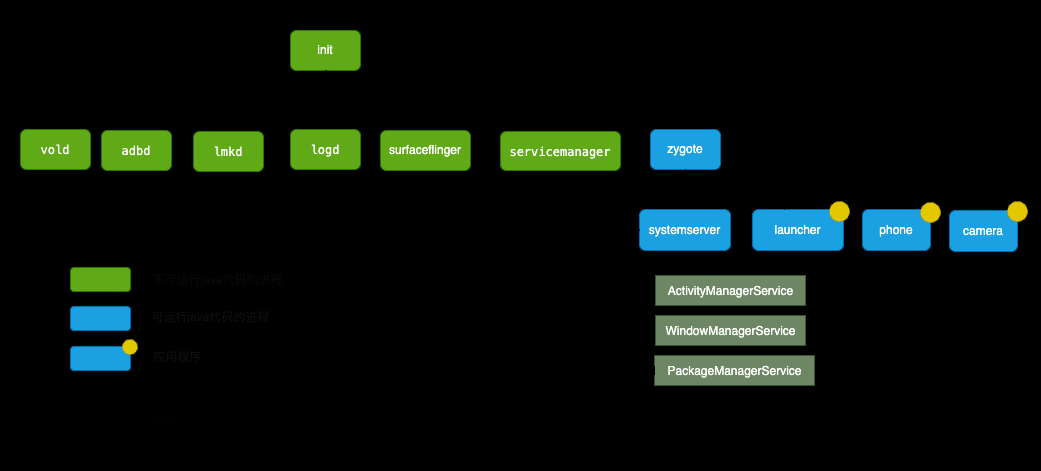 init
vold
adbd
lmkd
logd
surfaceflinger
servicemanager
zygote
systemserver
launcher
phone
camera
不可运行java代码的进程
可运行java代码的进程
应用程序
ActivityManagerService
WindowManagerService
PackageManagerService